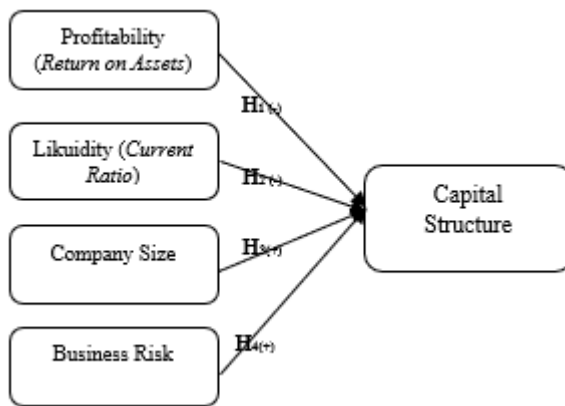 Profitability
(Return on Assets)
H1 (-)
Likuidity (Current
Ratio)
H2 (-)
Capital
Structure
Company Size
H3(+)
Business Risk
H4(+)